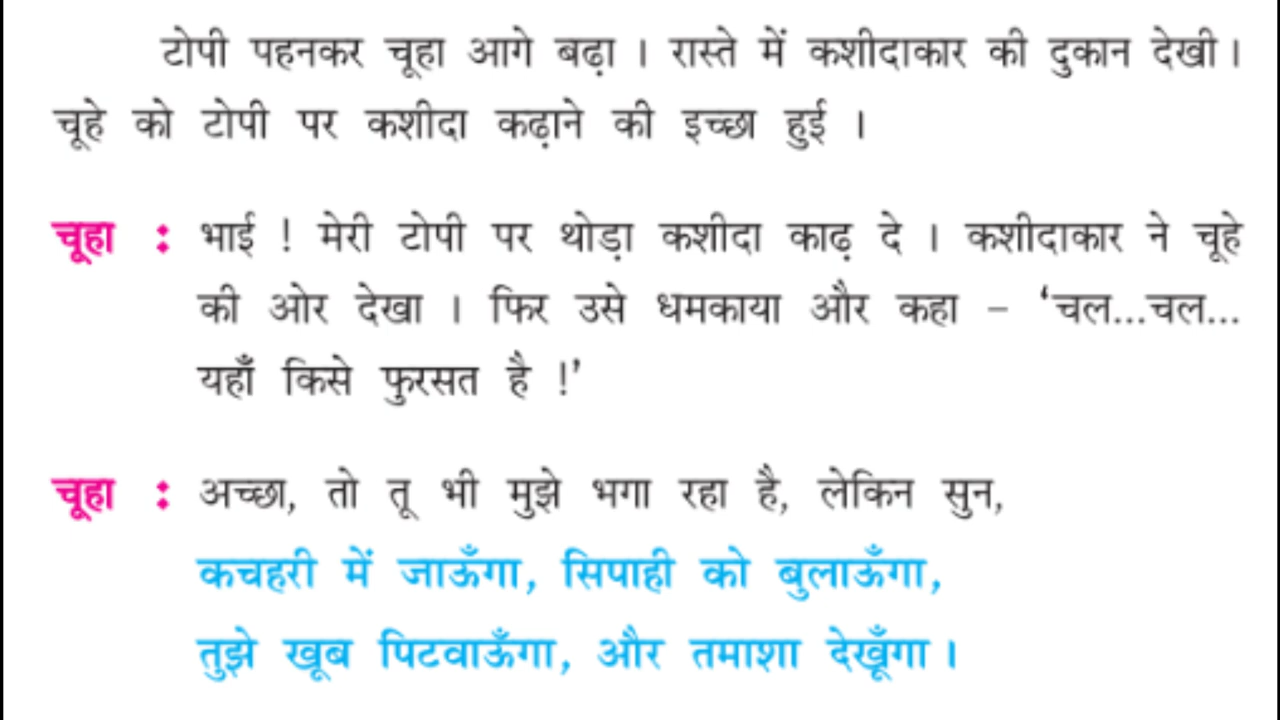 टोपी पहनकर चूहा आगे बढ़ा । रास्ते में कशीदाकार की दुकान देखी ।
चूहे को टोपी पर कशीदा कढ़ाने की इच्छा हुई ।
चूहा : भाई ! मेरी टोपी पर थोड़ा कशीदा काढ़ दे । कशीदाकार ने चूहे
की ओर देखा । फिर उसे धमकाया और कहा – ‘चल...चल...
यहाँ किसे फुरसत है !’
चूहा : अच्छा, तो तू भी मुझे भगा रहा है, लेकिन सुन,
कचहरी में जाऊँगा, सिपाही को बुलाऊँगा,
तुझे खूब पिटवाऊँगा, और तमाशा देखूँगा ।